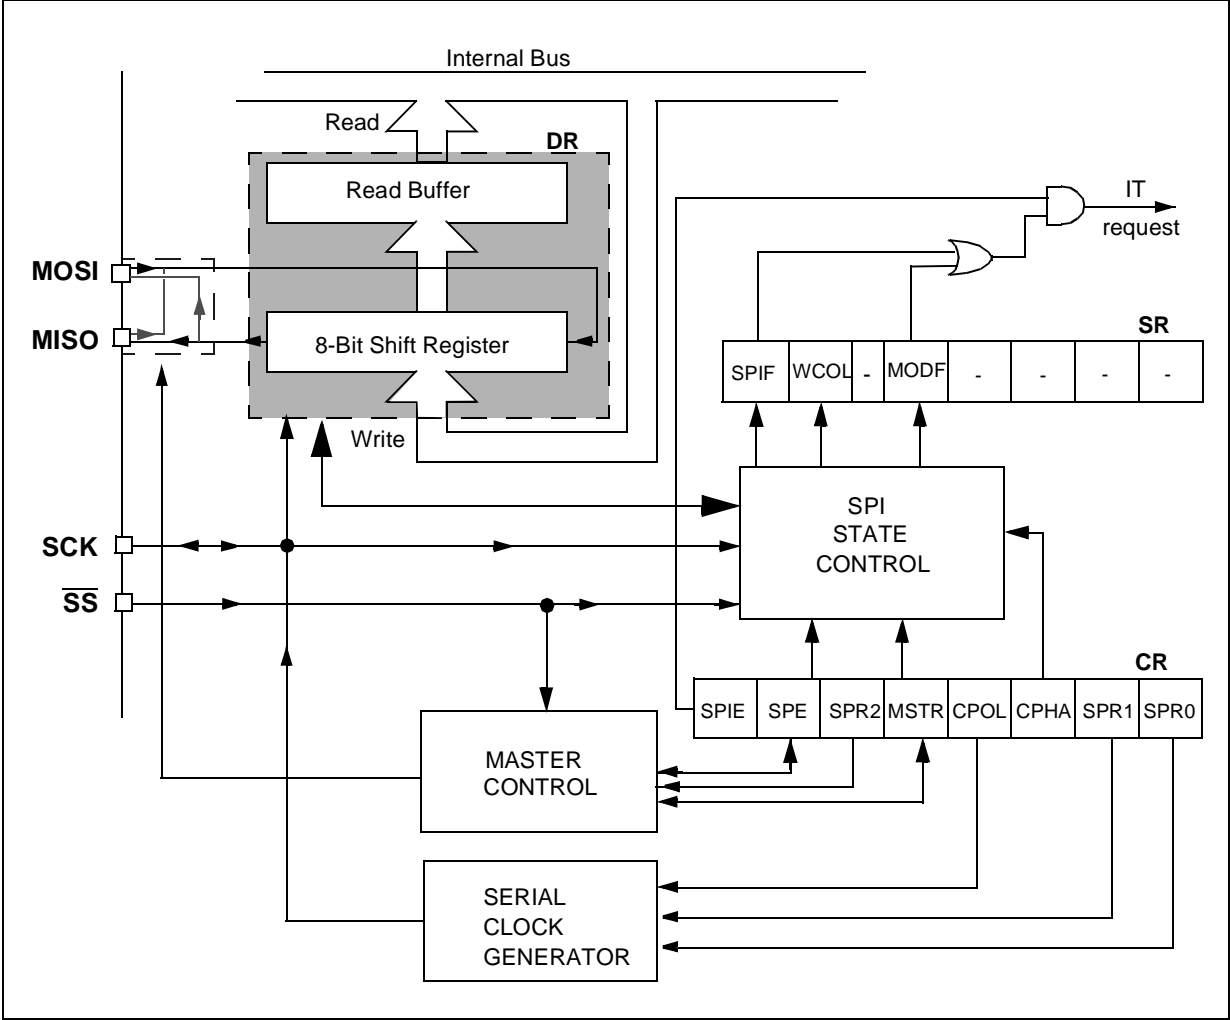 Internal Bus
Read
DR
Read Buffer
IT
request
MOSI
MISO
8-Bit Shift Register
SR
SPIF WCOL - MODF - - - -
Write
SPI
STATE
CONTROL
SCK
SS
CR
SPIE SPE SPR2 MSTR CPOL CPHA SPR1 SPR0
MASTER
CONTROL
SERIAL
CLOCK
GENERATOR